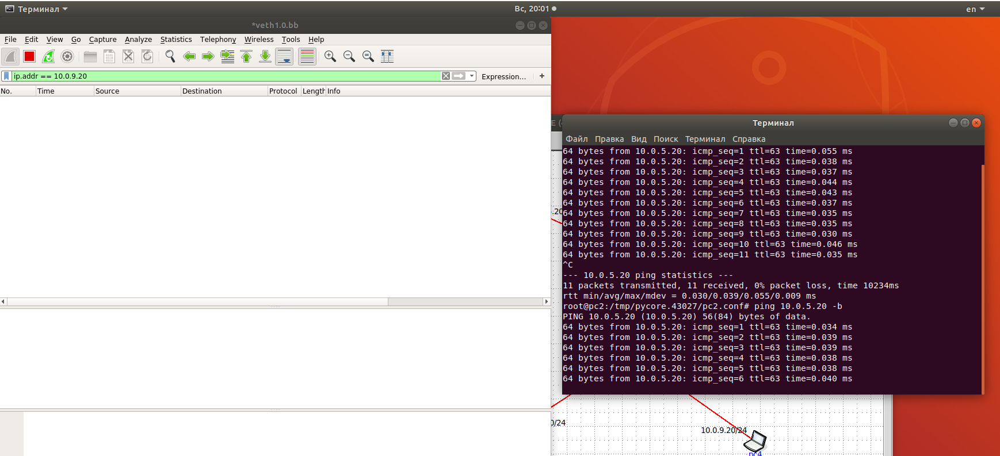 Терминал
Вс, 20:01
en
*veth1.0.bb
File Edit View Go Capture Analyze Statistics Telephony Wireless Tools Help
ip.addr == 10.0.9.20
Expression...
+
No. Time Source Destination Protocol Length Info
E (
Терминал
Файл Правка Вид Поиск Терминал Справка
64 bytes from 10.0.5.20: icmp_seq=1 ttl=63 time=0.055 ms
64 bytes from 10.0.5.20: icmp_seq=2 ttl=63 time=0.038 ms
64 bytes from 10.0.5.20: icmp_seq=3 ttl=63 time=0.037 ms
64 bytes from 10.0.5.20: icmp_seq=4 ttl=63 time=0.044 ms
64 bytes from 10.0.5.20: icmp_seq=5 ttl=63 time=0.043 ms
64 bytes from 10.0.5.20: icmp_seq=6 ttl=63 time=0.037 ms
64 bytes from 10.0.5.20: icmp_seq=7 ttl=63 time=0.035 ms
64 bytes from 10.0.5.20: icmp_seq=8 ttl=63 time=0.035 ms
64 bytes from 10.0.5.20: icmp_seq=9 ttl=63 time=0.030 ms
64 bytes from 10.0.5.20: icmp_seq=10 ttl=63 time=0.046 ms
64 bytes from 10.0.5.20: icmp_seq=11 ttl=63 time=0.035 ms
^C
--- 10.0.5.20 ping statistics ---
11 packets transmitted, 11 received, 0% packet loss, time 10234ms
rtt min/avg/max/mdev = 0.030/0.039/0.055/0.009 ms
root@pc2:/tmp/pycore.43027/pc2.conf# ping 10.0.5.20 -b
PING 10.0.5.20 (10.0.5.20) 56(84) bytes of data.
64 bytes from 10.0.5.20: icmp_seq=1 ttl=63 time=0.034 ms
64 bytes from 10.0.5.20: icmp_seq=2 ttl=63 time=0.039 ms
64 bytes from 10.0.5.20: icmp_seq=3 ttl=63 time=0.039 ms
64 bytes from 10.0.5.20: icmp_seq=4 ttl=63 time=0.038 ms
64 bytes from 10.0.5.20: icmp_seq=5 ttl=63 time=0.038 ms
64 bytes from 10.0.5.20: icmp_seq=6 ttl=63 time=0.040 ms
.20
0/24
10.0.9.20/24
pc4